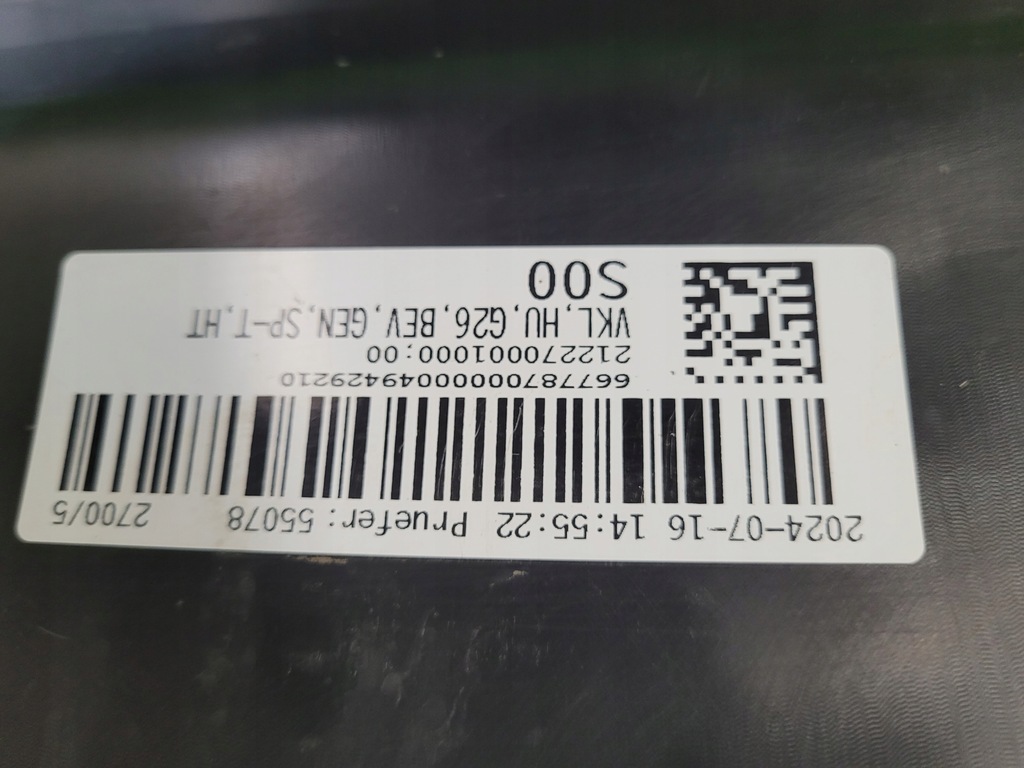 2024-07-16 14:55:22 Pruefer:55078 2700/5
66778700000049429210
212270001000:00
VKL,HU,G26,BEV,GEN,SP-T,HT
S00